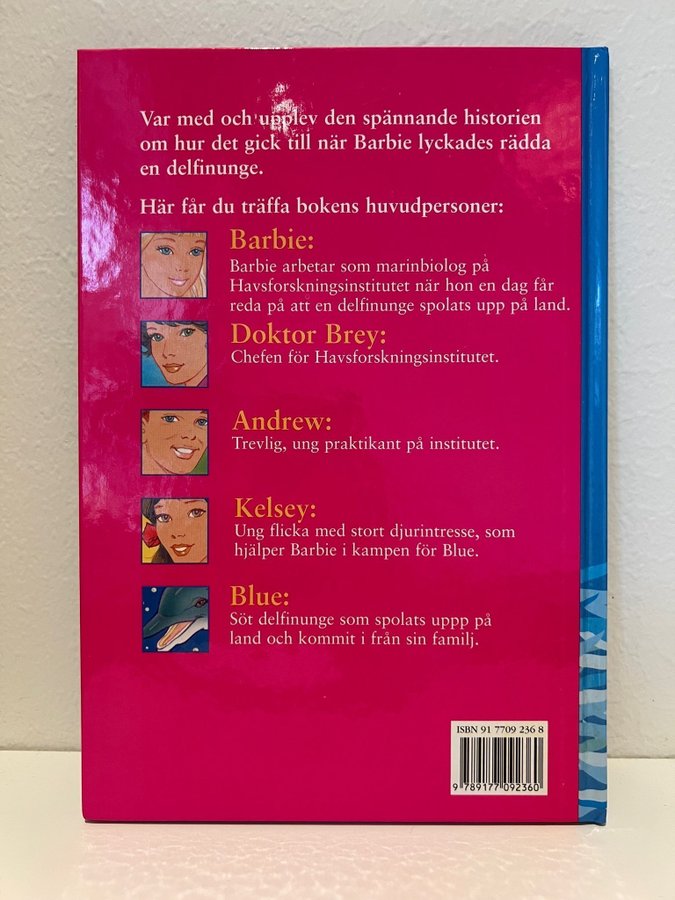 Var med och upplev den spännande historien
om hur det gick till när Barbie lyckades rädda
en delfinunge.
Här får du träffa bokens huvudpersoner:
Barbie:
Barbie arbetar som marinbiolog på
Havsforskningsinstitutet när hon en dag får
reda på att en delfinunge spolats upp på land.
Doktor Brey:
Chefen för Havsforskningsinstitutet.
Andrew:
Trevlig, ung praktikant på institutet.
Kelsey:
Ung flicka med stort djurintresse, som
hjälper Barbie i kampen för Blue.
Blue:
Söt delfinunge som spolats uppp på
land och kommit i från sin familj.
ISBN 91 7709 236 8
9 789177 092360